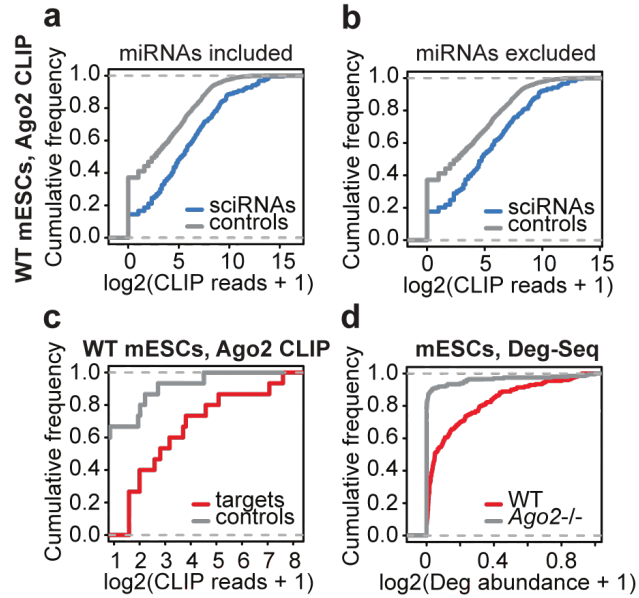 a
miRNAs included
WT mESCs, Ago2 CLIP
Cumulative frequency
1.0
0.8
0.6
0.4
0.2
0.0
sciRNAs
controls
0 5 10 15
log2(CLIP reads + 1)
b
miRNAs excluded
Cumulative frequency
1.0
0.8
0.6
0.4
0.2
0.0
sciRNAs
controls
0 5 10 15
log2(CLIP reads + 1)
c
WT mESCs, Ago2 CLIP
Cumulative frequency
1.0
0.8
0.6
0.4
0.2
0.0
targets
controls
1 2 3 4 5 6 7 8
log2(CLIP reads + 1)
d
mESCs, Deg-Seq
Cumulative frequency
1.0
0.8
0.6
0.4
0.2
0.0
WT
Ago2-/-
0 0.4 0.8
log2(Deg abundance + 1)